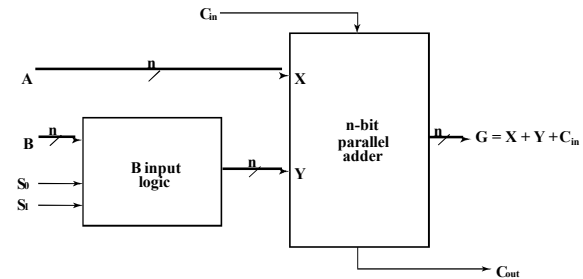 Cin
n
A
X
n
B
n-bit
parallel
adder
n
G = X + Y +Cin
B input
logic
n
Y
S0
S1
Cout